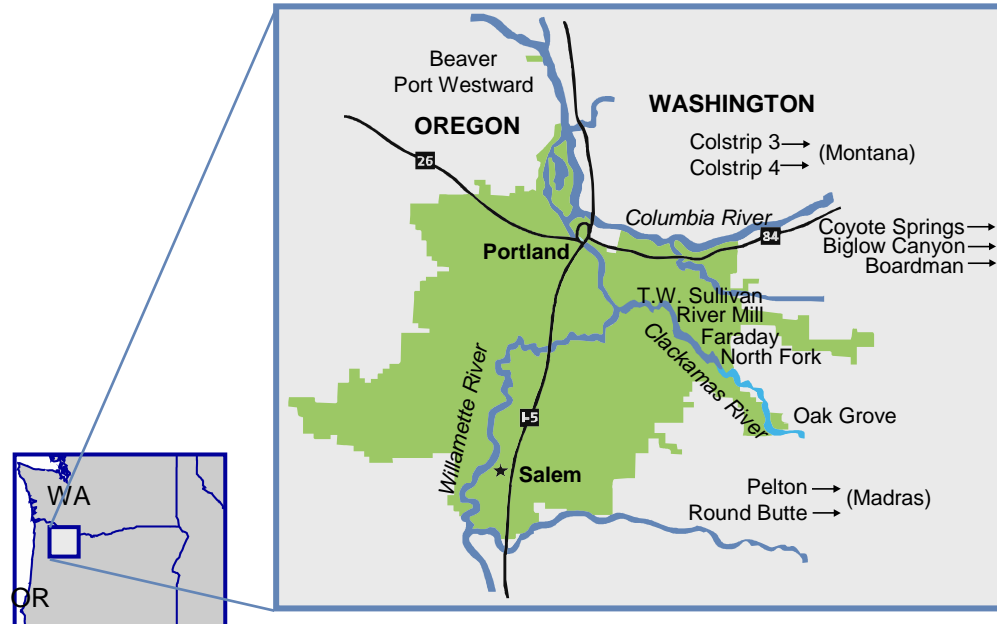 Beaver
Port Westward
WASHINGTON
OREGON
Colstrip 3
Colstrip 4
(Montana)
26
Columbia River
Coyote Springs
84
Biglow Canyon
Portland
Boardman
T.W. Sullivan
River Mill
Faraday
North Fork
Clackamas River
Willamette River
Oak Grove
I-5
Salem
Pelton
Round Butte
(Madras)
WA
OR